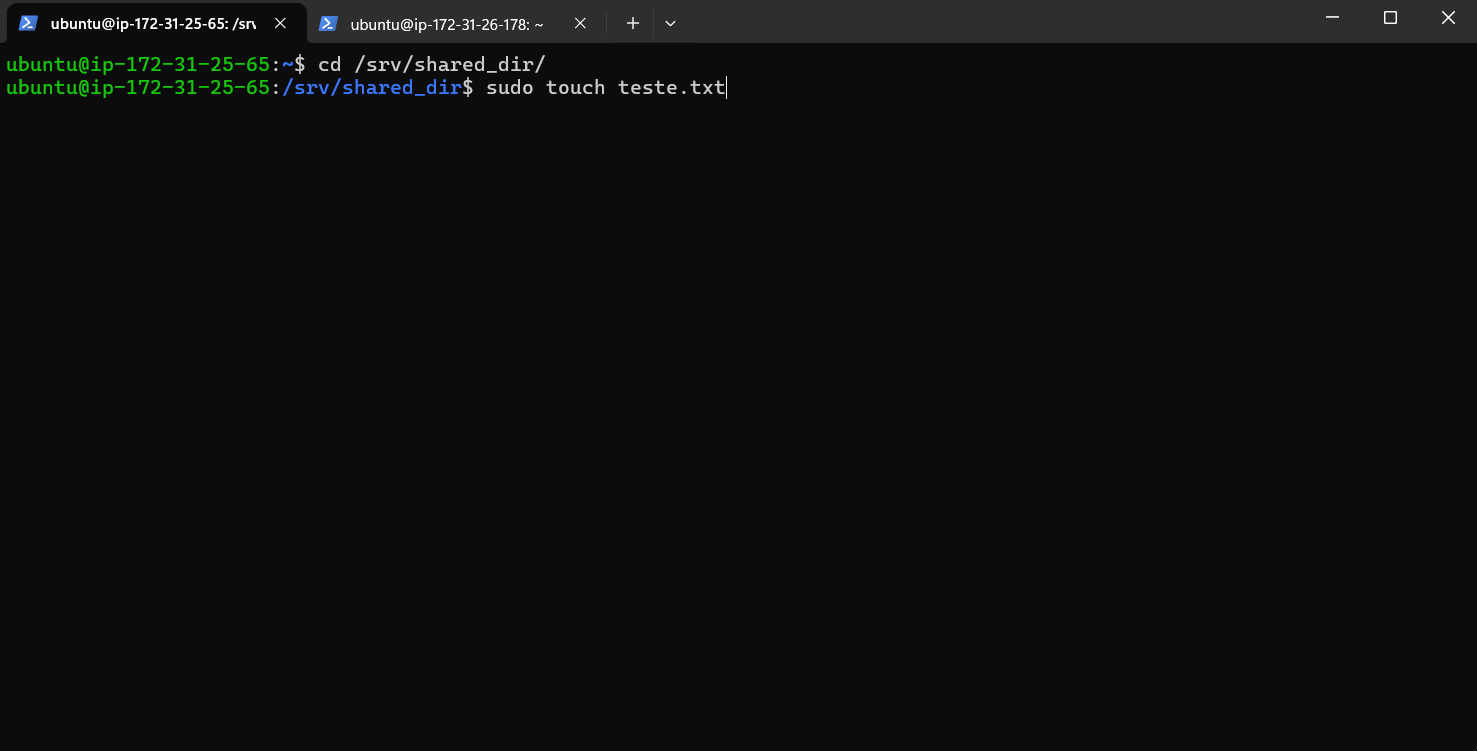 ubuntu@ip-172-31-25-65: /srv
ubuntu@ip-172-31-26-178: ~
ubuntu@ip-172-31-25-65:~$ cd /srv/shared_dir/
ubuntu@ip-172-31-25-65:/srv/shared_dir$ sudo touch teste.txt